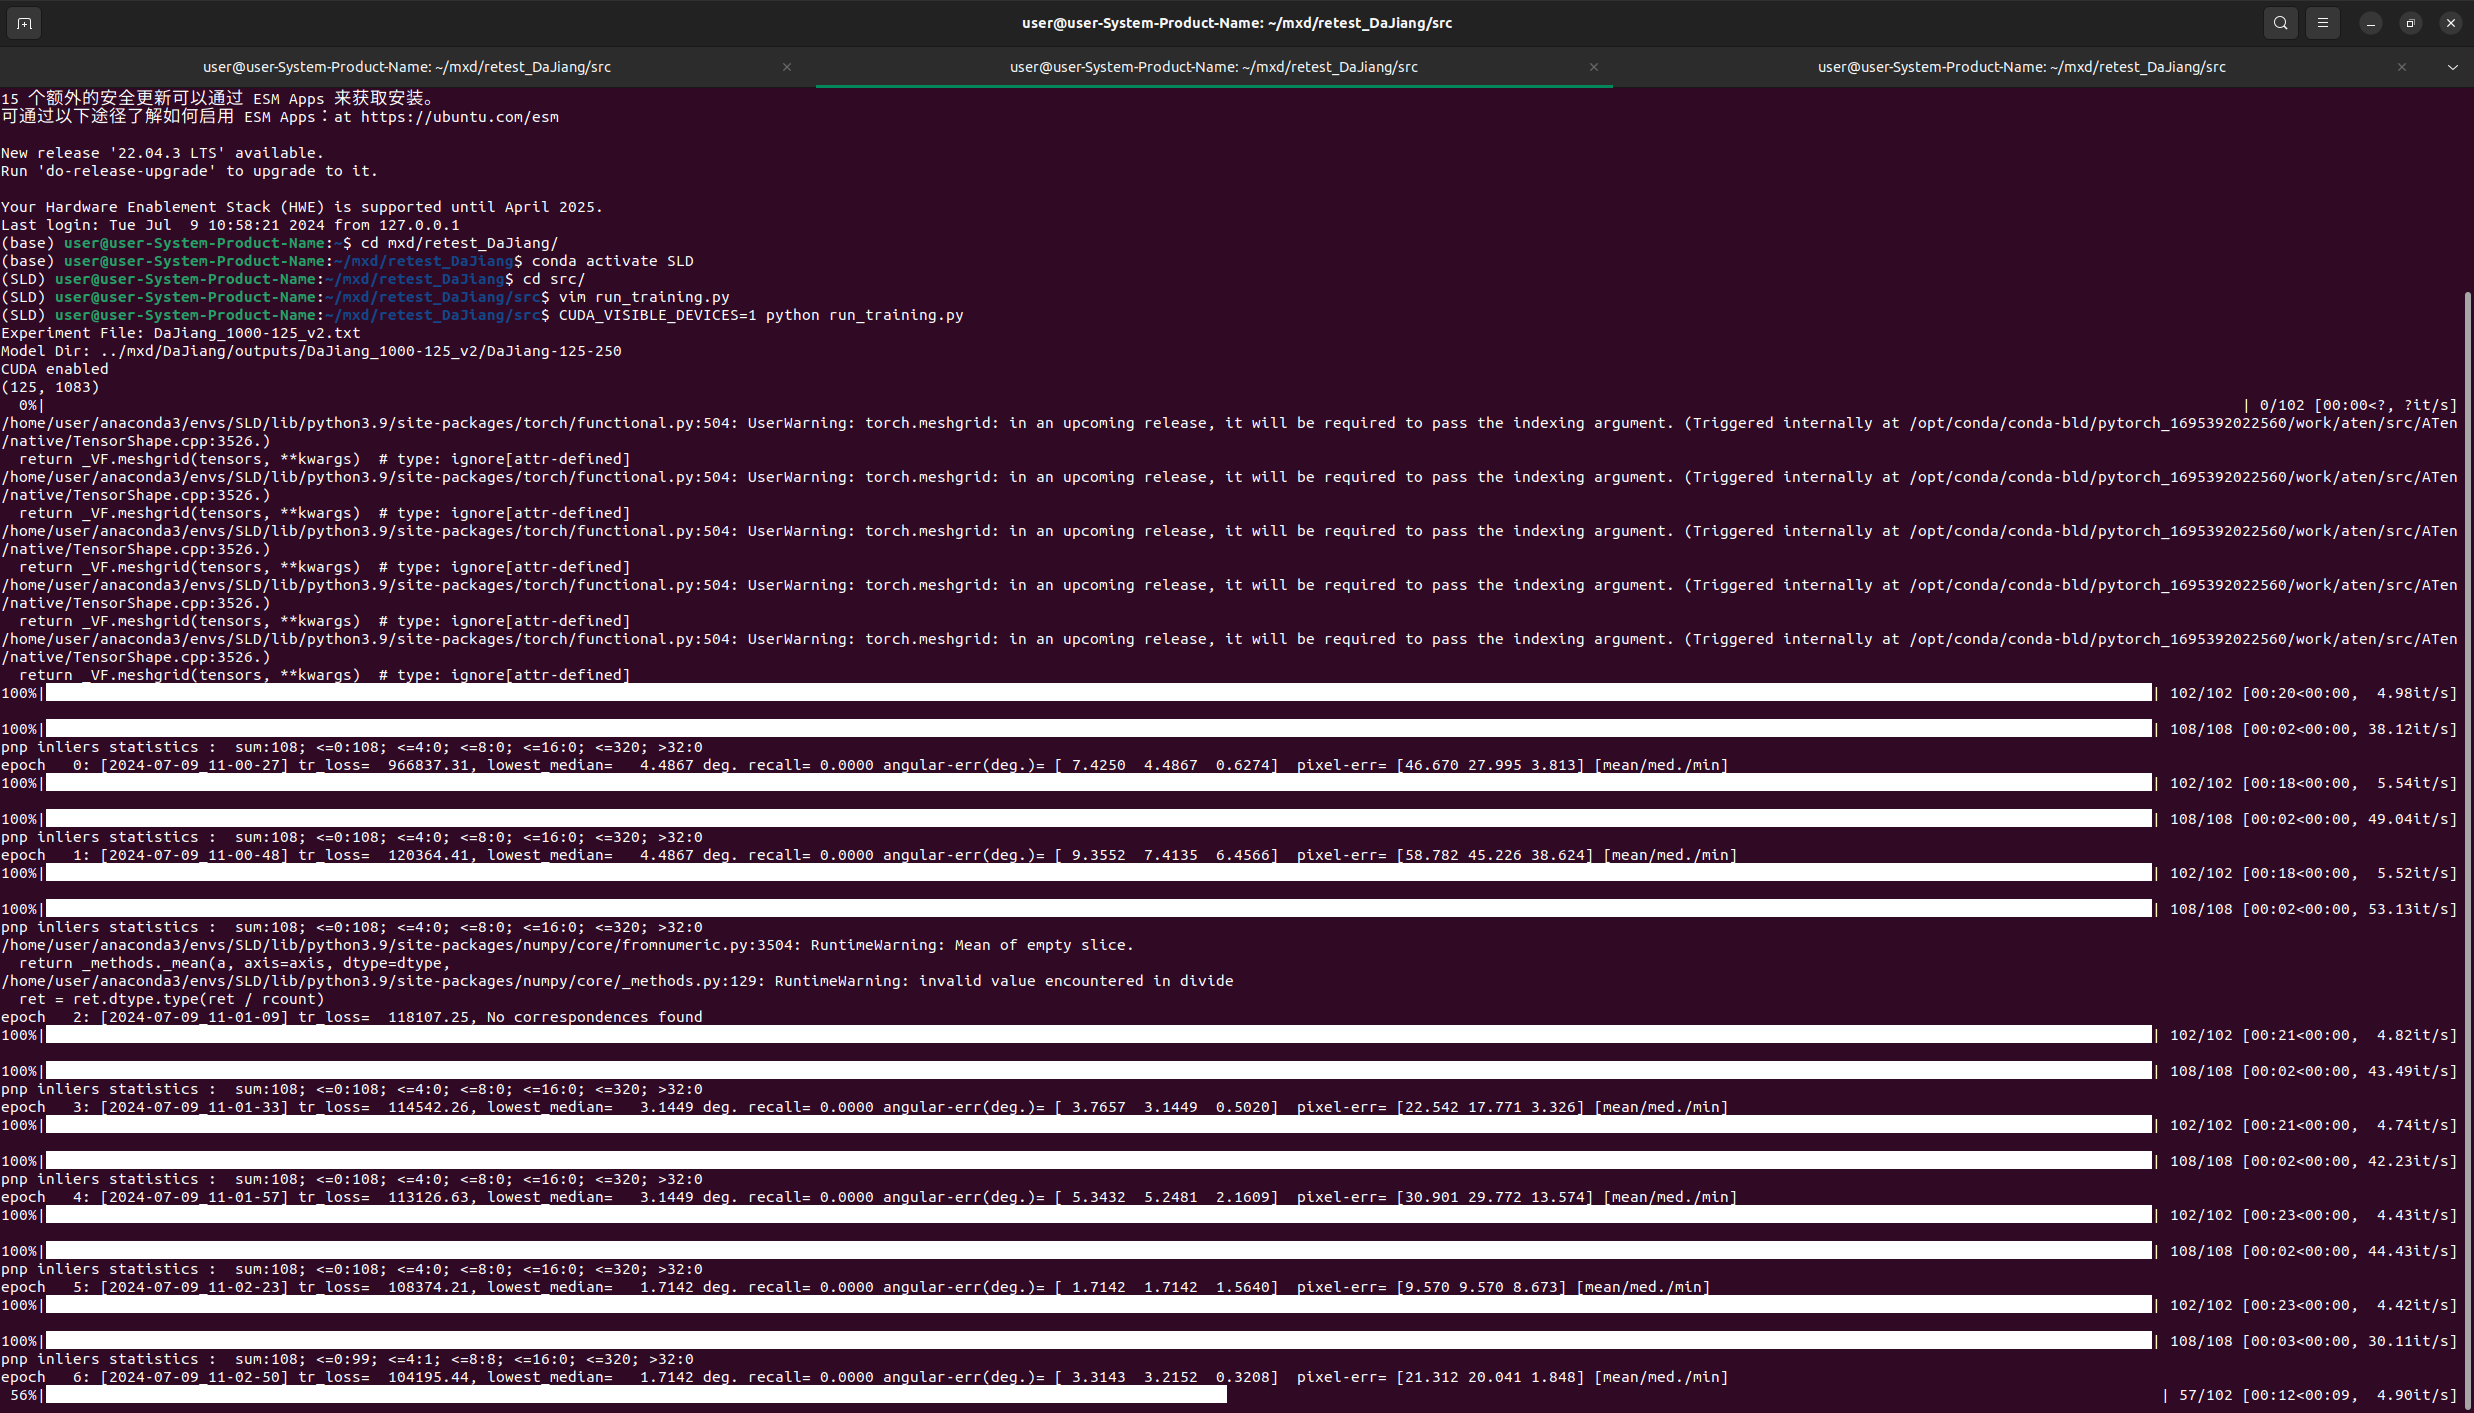 user@user-System-Product-Name: ~/mxd/retest_DaJiang/src
user@user-System-Product-Name: ~/mxd/retest_DaJiang/src
user@user-System-Product-Name: ~/mxd/retest_DaJiang/src
user@user-System-Product-Name: ~/mxd/retest_DaJiang/src
15 个额外的安全更新可以通过 ESM Apps 来获取安装。
可通过以下途径了解如何启用 ESM Apps：at https://ubuntu.com/esm
New release '22.04.3 LTS' available.
Run 'do-release-upgrade' to upgrade to it.
Your Hardware Enablement Stack (HWE) is supported until April 2025.
Last login: Tue Jul  9 10:58:21 2024 from 127.0.0.1
(base) user@user-System-Product-Name:~$ cd mxd/retest_DaJiang/
(base) user@user-System-Product-Name:~/mxd/retest_DaJiang$ conda activate SLD
(SLD) user@user-System-Product-Name:~/mxd/retest_DaJiang$ cd src/
(SLD) user@user-System-Product-Name:~/mxd/retest_DaJiang/src$ vim run_training.py
(SLD) user@user-System-Product-Name:~/mxd/retest_DaJiang/src$ CUDA_VISIBLE_DEVICES=1 python run_training.py
Experiment File: DaJiang_1000-125_v2.txt
Model Dir: ../mxd/DaJiang/outputs/DaJiang_1000-125_v2/DaJiang-125-250
CUDA enabled
(125, 1083)
  0%| | 0/102 [00:00<?, ?it/s]
/home/user/anaconda3/envs/SLD/lib/python3.9/site-packages/torch/functional.py:504: UserWarning: torch.meshgrid: in an upcoming release, it will be required to pass the indexing argument. (Triggered internally at /opt/conda/conda-bld/pytorch_1695392022560/work/aten/src/ATen
/native/TensorShape.cpp:3526.)
  return _VF.meshgrid(tensors, **kwargs)  # type: ignore[attr-defined]
/home/user/anaconda3/envs/SLD/lib/python3.9/site-packages/torch/functional.py:504: UserWarning: torch.meshgrid: in an upcoming release, it will be required to pass the indexing argument. (Triggered internally at /opt/conda/conda-bld/pytorch_1695392022560/work/aten/src/ATen
/native/TensorShape.cpp:3526.)
  return _VF.meshgrid(tensors, **kwargs)  # type: ignore[attr-defined]
/home/user/anaconda3/envs/SLD/lib/python3.9/site-packages/torch/functional.py:504: UserWarning: torch.meshgrid: in an upcoming release, it will be required to pass the indexing argument. (Triggered internally at /opt/conda/conda-bld/pytorch_1695392022560/work/aten/src/ATen
/native/TensorShape.cpp:3526.)
  return _VF.meshgrid(tensors, **kwargs)  # type: ignore[attr-defined]
/home/user/anaconda3/envs/SLD/lib/python3.9/site-packages/torch/functional.py:504: UserWarning: torch.meshgrid: in an upcoming release, it will be required to pass the indexing argument. (Triggered internally at /opt/conda/conda-bld/pytorch_1695392022560/work/aten/src/ATen
/native/TensorShape.cpp:3526.)
  return _VF.meshgrid(tensors, **kwargs)  # type: ignore[attr-defined]
/home/user/anaconda3/envs/SLD/lib/python3.9/site-packages/torch/functional.py:504: UserWarning: torch.meshgrid: in an upcoming release, it will be required to pass the indexing argument. (Triggered internally at /opt/conda/conda-bld/pytorch_1695392022560/work/aten/src/ATen
/native/TensorShape.cpp:3526.)
  return _VF.meshgrid(tensors, **kwargs)  # type: ignore[attr-defined]
100%| | 102/102 [00:20<00:00,  4.98it/s]
100%| | 108/108 [00:02<00:00, 38.12it/s]
pnp inliers statistics :  sum:108; <=0:108; <=4:0; <=8:0; <=16:0; <=320; >32:0
epoch   0: [2024-07-09_11-00-27] tr_loss=  966837.31, lowest_median=   4.4867 deg. recall= 0.0000 angular-err(deg.)= [ 7.4250  4.4867  0.6274]  pixel-err= [46.670 27.995 3.813] [mean/med./min]
100%| | 102/102 [00:18<00:00,  5.54it/s]
100%| | 108/108 [00:02<00:00, 49.04it/s]
pnp inliers statistics :  sum:108; <=0:108; <=4:0; <=8:0; <=16:0; <=320; >32:0
epoch   1: [2024-07-09_11-00-48] tr_loss=  120364.41, lowest_median=   4.4867 deg. recall= 0.0000 angular-err(deg.)= [ 9.3552  7.4135  6.4566]  pixel-err= [58.782 45.226 38.624] [mean/med./min]
100%| | 102/102 [00:18<00:00,  5.52it/s]
100%| | 108/108 [00:02<00:00, 53.13it/s]
pnp inliers statistics :  sum:108; <=0:108; <=4:0; <=8:0; <=16:0; <=320; >32:0
/home/user/anaconda3/envs/SLD/lib/python3.9/site-packages/numpy/core/fromnumeric.py:3504: RuntimeWarning: Mean of empty slice.
  return _methods._mean(a, axis=axis, dtype=dtype,
/home/user/anaconda3/envs/SLD/lib/python3.9/site-packages/numpy/core/_methods.py:129: RuntimeWarning: invalid value encountered in divide
  ret = ret.dtype.type(ret / rcount)
epoch   2: [2024-07-09_11-01-09] tr_loss=  118107.25, No correspondences found
100%| | 102/102 [00:21<00:00,  4.82it/s]
100%| | 108/108 [00:02<00:00, 43.49it/s]
pnp inliers statistics :  sum:108; <=0:108; <=4:0; <=8:0; <=16:0; <=320; >32:0
epoch   3: [2024-07-09_11-01-33] tr_loss=  114542.26, lowest_median=   3.1449 deg. recall= 0.0000 angular-err(deg.)= [ 3.7657  3.1449  0.5020]  pixel-err= [22.542 17.771 3.326] [mean/med./min]
100%| | 102/102 [00:21<00:00,  4.74it/s]
100%| | 108/108 [00:02<00:00, 42.23it/s]
pnp inliers statistics :  sum:108; <=0:108; <=4:0; <=8:0; <=16:0; <=320; >32:0
epoch   4: [2024-07-09_11-01-57] tr_loss=  113126.63, lowest_median=   3.1449 deg. recall= 0.0000 angular-err(deg.)= [ 5.3432  5.2481  2.1609]  pixel-err= [30.901 29.772 13.574] [mean/med./min]
100%| | 102/102 [00:23<00:00,  4.43it/s]
100%| | 108/108 [00:02<00:00, 44.43it/s]
pnp inliers statistics :  sum:108; <=0:108; <=4:0; <=8:0; <=16:0; <=320; >32:0
epoch   5: [2024-07-09_11-02-23] tr_loss=  108374.21, lowest_median=   1.7142 deg. recall= 0.0000 angular-err(deg.)= [ 1.7142  1.7142  1.5640]  pixel-err= [9.570 9.570 8.673] [mean/med./min]
100%| | 102/102 [00:23<00:00,  4.42it/s]
100%| | 108/108 [00:03<00:00, 30.11it/s]
pnp inliers statistics :  sum:108; <=0:99; <=4:1; <=8:8; <=16:0; <=320; >32:0
epoch   6: [2024-07-09_11-02-50] tr_loss=  104195.44, lowest_median=   1.7142 deg. recall= 0.0000 angular-err(deg.)= [ 3.3143  3.2152  0.3208]  pixel-err= [21.312 20.041 1.848] [mean/med./min]
 56%| | 57/102 [00:12<00:09,  4.90it/s]